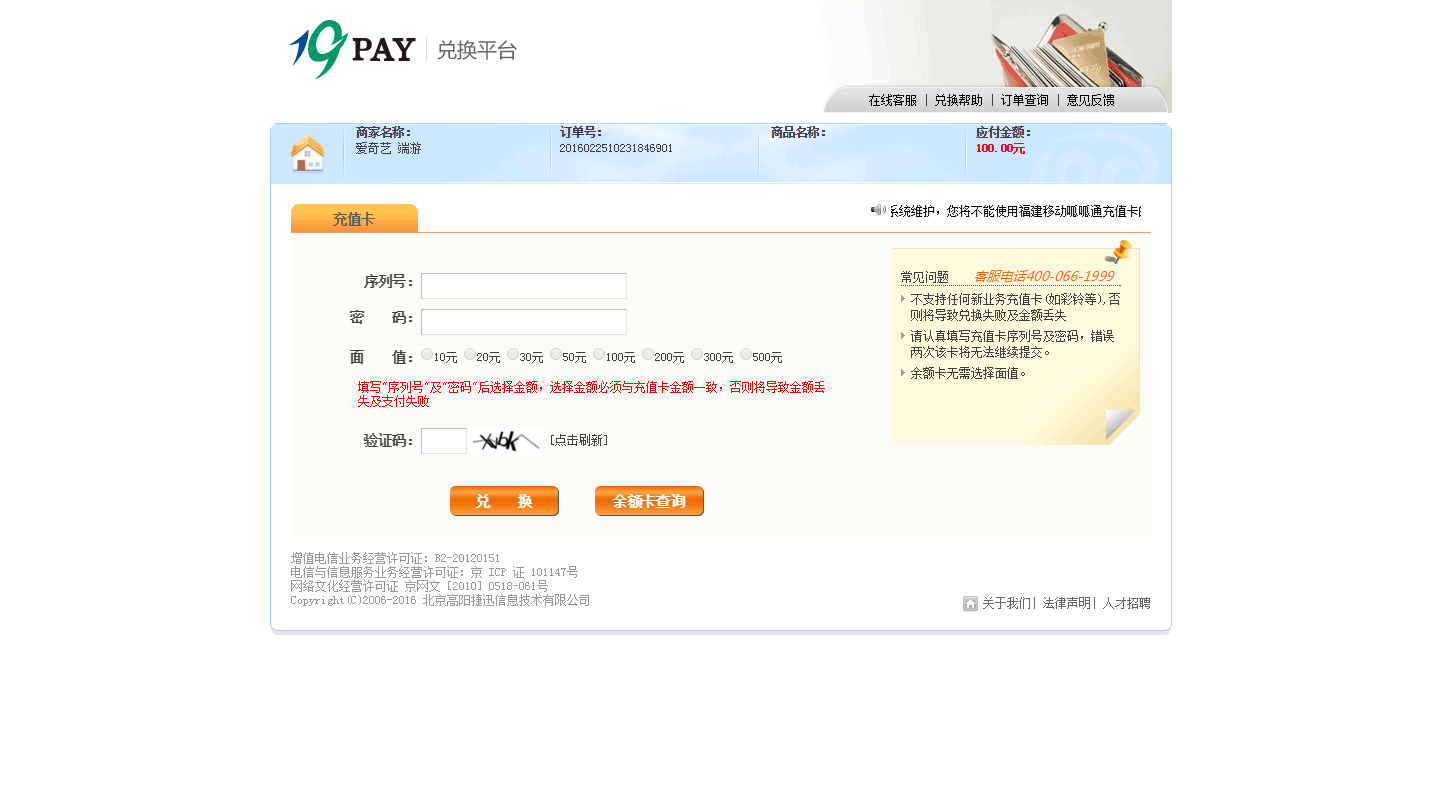 19 PAY 兑换平台
在线客服 | 兑换帮助 | 订单查询 | 意见反馈
商家名称： 订单号： 商品名称： 应付金额：
爱奇艺 端游 2016022510231846901 100.00元
充值卡
系统维护，您将不能使用福建移动呱呱通充值卡
序列号：
密 码：
面 值： 10元 20元 30元 50元 100元 200元 300元 500元
填写"序列号"及"密码"后选择金额，选择金额必须与充值卡金额一致，否则将导致金额丢
失及支付失败
验证码： xvbk [点击刷新]
兑 换 余额卡查询
常见问题 客服电话400-066-1999
不支持任何新业务充值卡(如彩铃等),否
则将导致兑换失败及金额丢失
请认真填写充值卡序列号及密码，错误
两次该卡将无法继续提交。
余额卡无需选择面值。
增值电信业务经营许可证：B2-20120151
电信与信息服务业务经营许可证：京 ICP 证 101147号
网络文化经营许可证 京网文 [2010] 0518-061号
Copyright(C)2006-2016 北京高阳捷迅信息技术有限公司
关于我们| 法律声明| 人才招聘